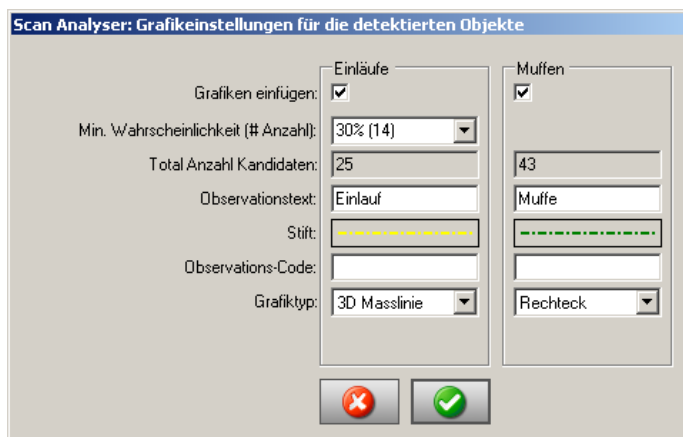 Scan Analyser: Grafikeinstellungen für die detektierten Objekte
Einläufe Muffen
Grafiken einfügen:
Min. Wahrscheinlichkeit (# Anzahl): 30% (14)
Total Anzahl Kandidaten: 25 43
Observationstext: Einlauf Muffe
Stift:
Observations-Code:
Grafiktyp: 3D Masslinie Rechteck